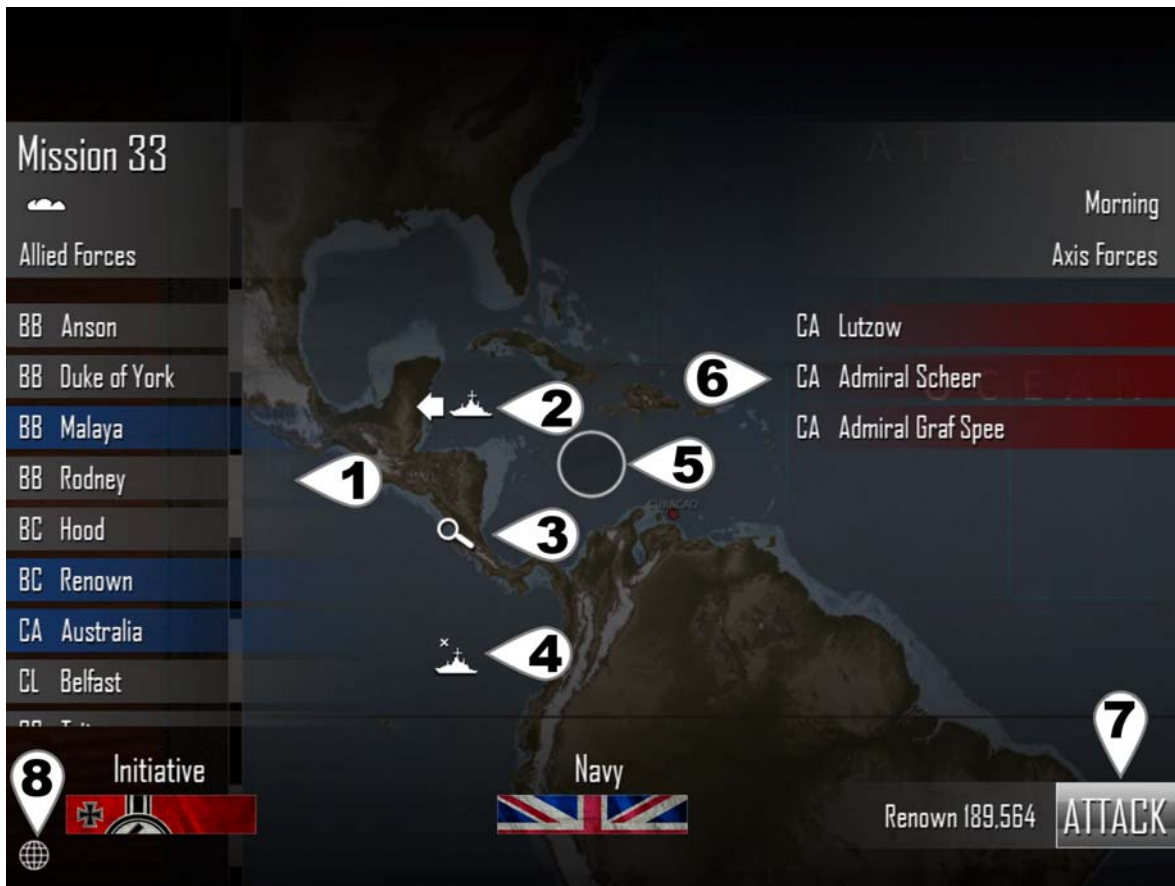 ATLAN
Mission 33
Morning
Allied Forces
Axis Forces
BB Anson
CA Lutzow
BB Duke of York
6
CA Admiral Scheer
OCEAN
2
BB Malaya
CA Admiral Graf Spee
5
1
BB Rodney
CURACAO
BC Hood
3
BC Renown
CA Australia
4
CL Belfast
7
8
Initiative
Navy
Renown 189,564
ATTACK